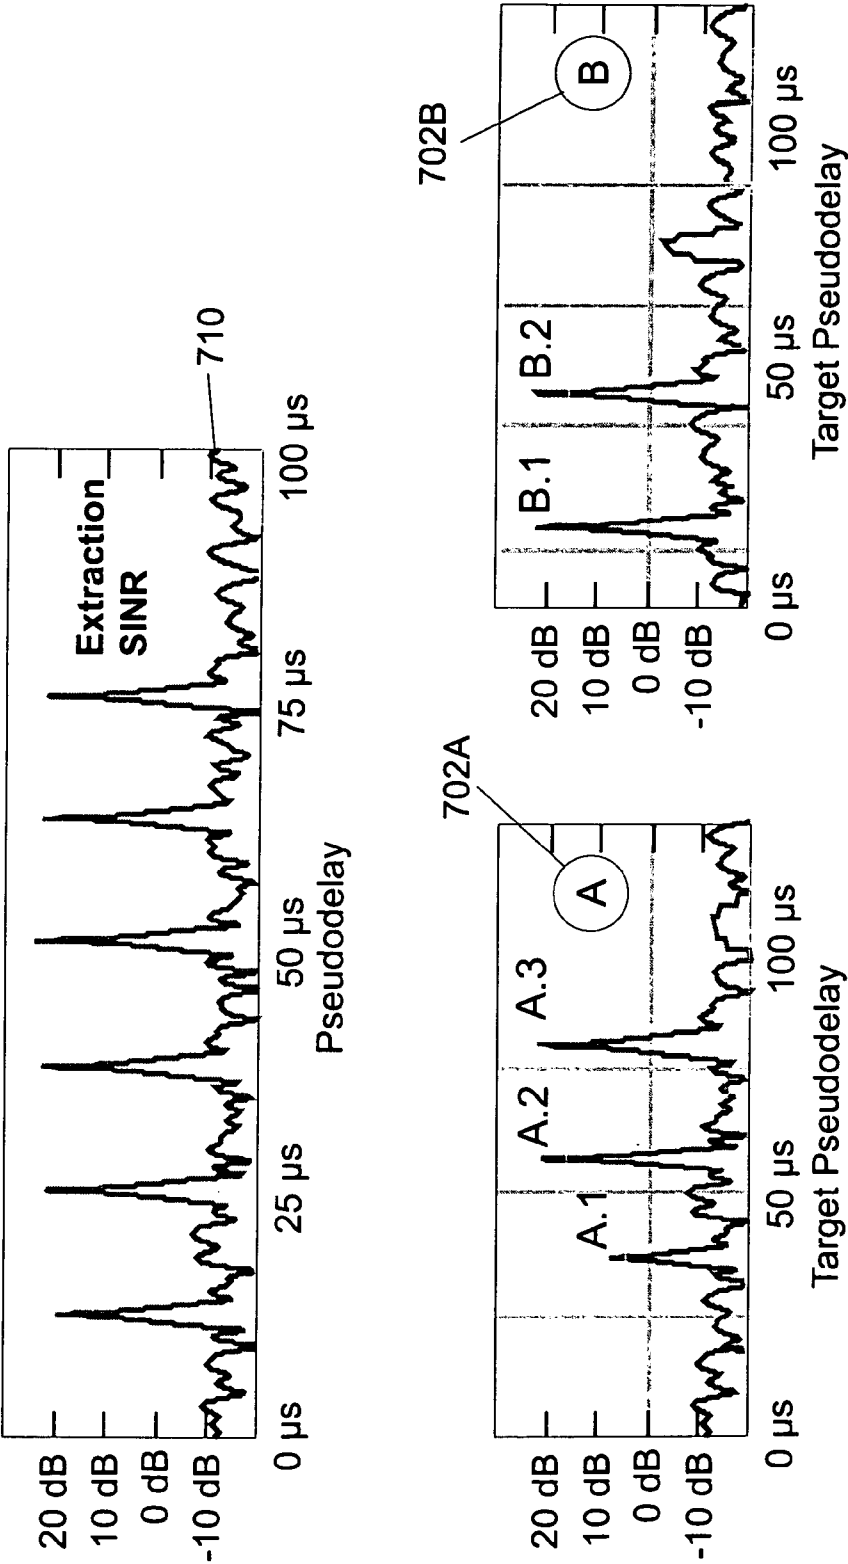 20 dB
10 dB
0 dB
-10 dB
Extraction
SINR
710
0 µs
25 µs
50 µs
75 µs
100 µs
Pseudodelay
702A
A
20 dB
10 dB
0 dB
-10 dB
A.1
A.2
A.3
0 µs
50 µs
100 µs
Target Pseudodelay
702B
B
20 dB
10 dB
0 dB
-10 dB
B.1
B.2
0 µs
50 µs
100 µs
Target Pseudodelay